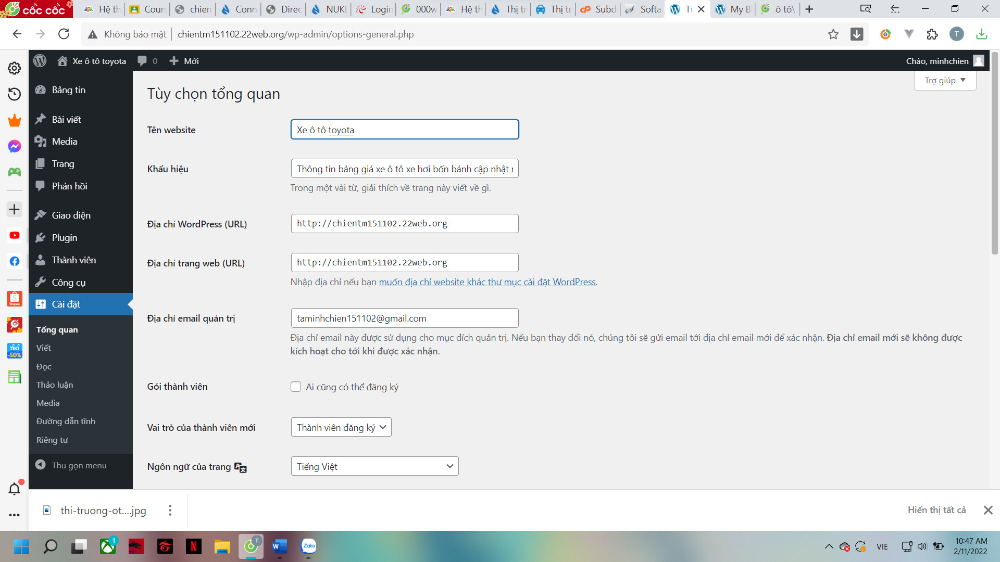 cốc cốc
Hệ th
Cours
chien
Conn
Direc
NUKE
Login
000w
Hệ th
Thị tr
Thị tr
Subd
Softa
My B
ô tô\
Không bảo mật
chientm151102.22web.org/wp-admin/options-general.php
T
Xe ô tô toyota
0
Mới
Chào, minhchien
Trợ giúp
Bảng tin
Bài viết
Media
Trang
Phản hồi
Giao diện
Plugin
Thành viên
Công cụ
Cài đặt
Tổng quan
Viết
Đọc
Thảo luận
Media
Đường dẫn tĩnh
Riêng tư
Thu gọn menu
Tùy chọn tổng quan
Tên website
Xe ô tô toyota
Khẩu hiệu
Thông tin bảng giá xe ô tô xe hơi bốn bánh cập nhật
Trong một vài từ, giải thích về trang này viết về gì.
Địa chỉ WordPress (URL)
http://chientm151102.22web.org
Địa chỉ trang web (URL)
http://chientm151102.22web.org
Nhập địa chỉ nếu bạn muốn địa chỉ website khác thư mục cài đặt WordPress.
Địa chỉ email quản trị
taminhchien151102@gmail.com
Địa chỉ email này được sử dụng cho mục đích quản trị. Nếu bạn thay đổi nó, chúng tôi sẽ gửi email tới địa chỉ email mới để xác nhận. Địa chỉ email mới sẽ không được
kích hoạt cho tới khi được xác nhận.
Gói thành viên
Ai cũng có thể đăng ký
Vai trò của thành viên mới
Thành viên đăng ký
Ngôn ngữ của trang
Tiếng Việt
Shopee
TIKI
-50%
thi-truong-ot....jpg
Hiển thị tất cả
1
T
Zalo
VIE
10:47 AM
2/11/2022